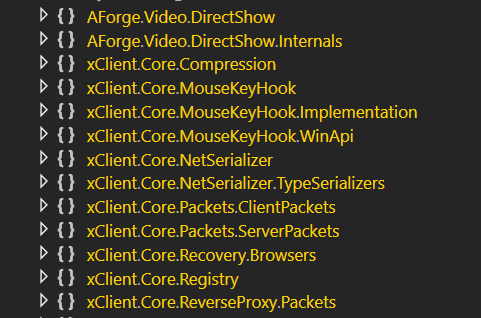 { } AForge.Video.DirectShow
{ } AForge.Video.DirectShow.Internals
{ } xClient.Core.Compression
{ } xClient.Core.MouseKeyHook
{ } xClient.Core.MouseKeyHook.Implementation
{ } xClient.Core.MouseKeyHook.WinApi
{ } xClient.Core.NetSerializer
{ } xClient.Core.NetSerializer.TypeSerializers
{ } xClient.Core.Packets.ClientPackets
{ } xClient.Core.Packets.ServerPackets
{ } xClient.Core.Recovery.Browsers
{ } xClient.Core.Registry
{ } xClient.Core.ReverseProxy.Packets